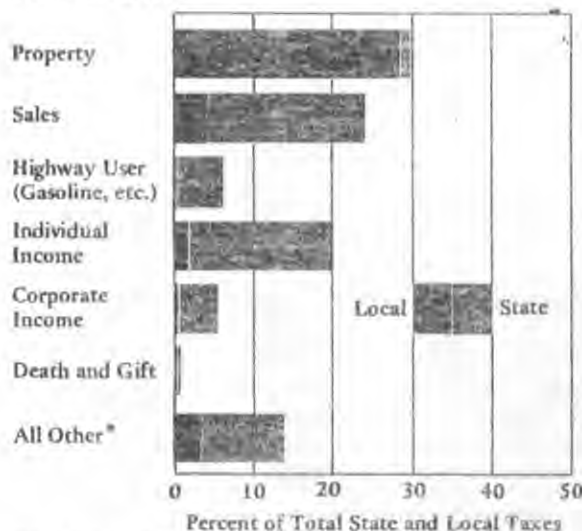 Property
Sales
Highway User
(Gasoline, etc.)
Individual
Income
Corporate
Income
Local
State
Death and Gift
All Other*
0 10 20 30 40 50
Percent of Total State and Local Taxes